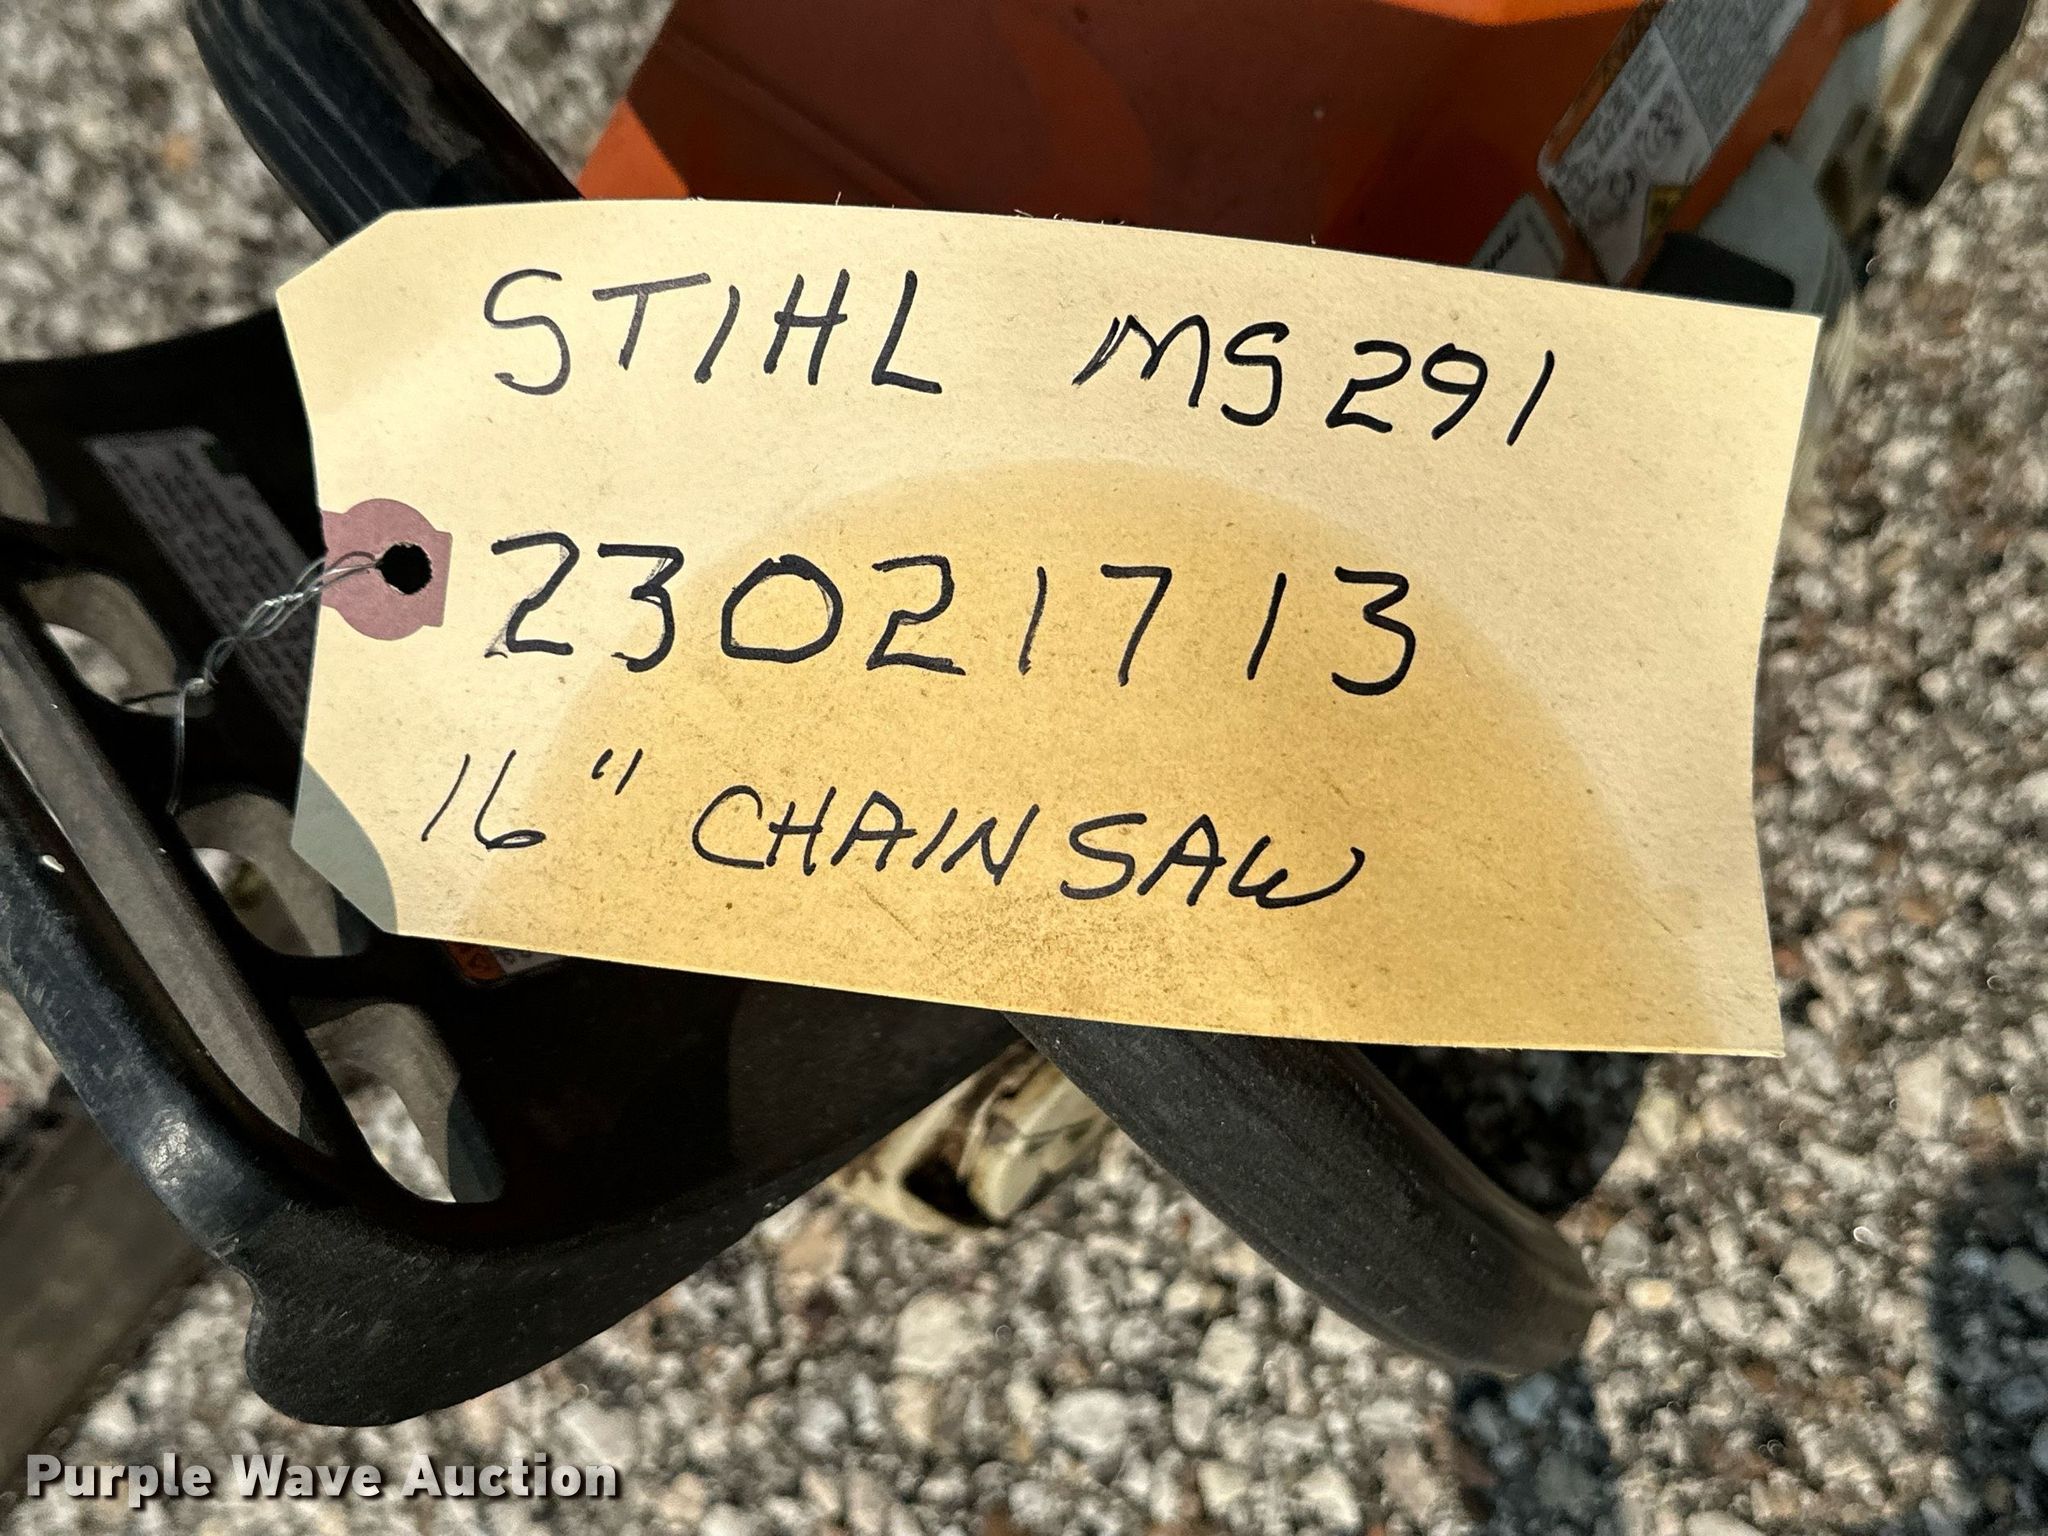 STIHL MS291
23021713
16" CHAINSAW
Purple Wave Auction